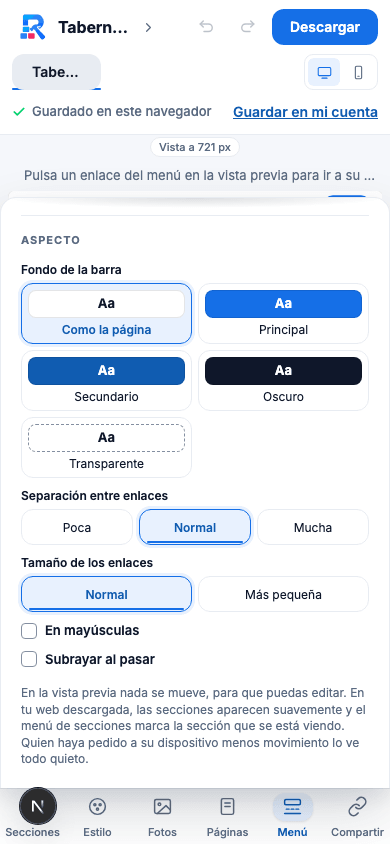 Tabern...
Descargar
Tabe...
Guardado en este navegador
Guardar en mi cuenta
Vista a 721 px
Pulsa un enlace del menú en la vista previa para ir a su ...
ASPECTO
Fondo de la barra
Aa
Como la página
Aa
Principal
Aa
Secundario
Aa
Oscuro
Aa
Transparente
Separación entre enlaces
Poca
Normal
Mucha
Tamaño de los enlaces
Normal
Más pequeña
En mayúsculas
Subrayar al pasar
En la vista previa nada se mueve, para que puedas editar. En
tu web descargada, las secciones aparecen suavemente y el
menú de secciones marca la sección que se está viendo.
Quien haya pedido a su dispositivo menos movimiento lo ve
todo quieto.
N
Secciones
Estilo
Fotos
Páginas
Menú
Compartir